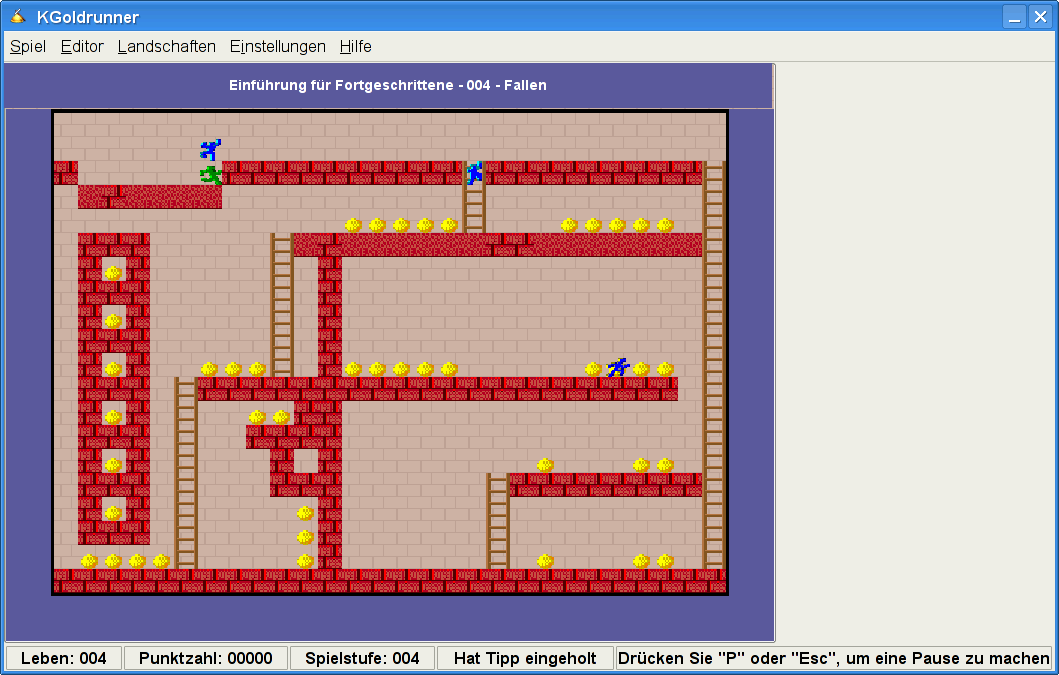 KGoldrunner
Spiel Editor Landschaften Einstellungen Hilfe
Einführung für Fortgeschrittene - 004 - Fallen
Leben: 004 Punktzahl: 00000 Spielstufe: 004 Hat Tipp eingeholt Drücken Sie "P" oder "Esc", um eine Pause zu machen